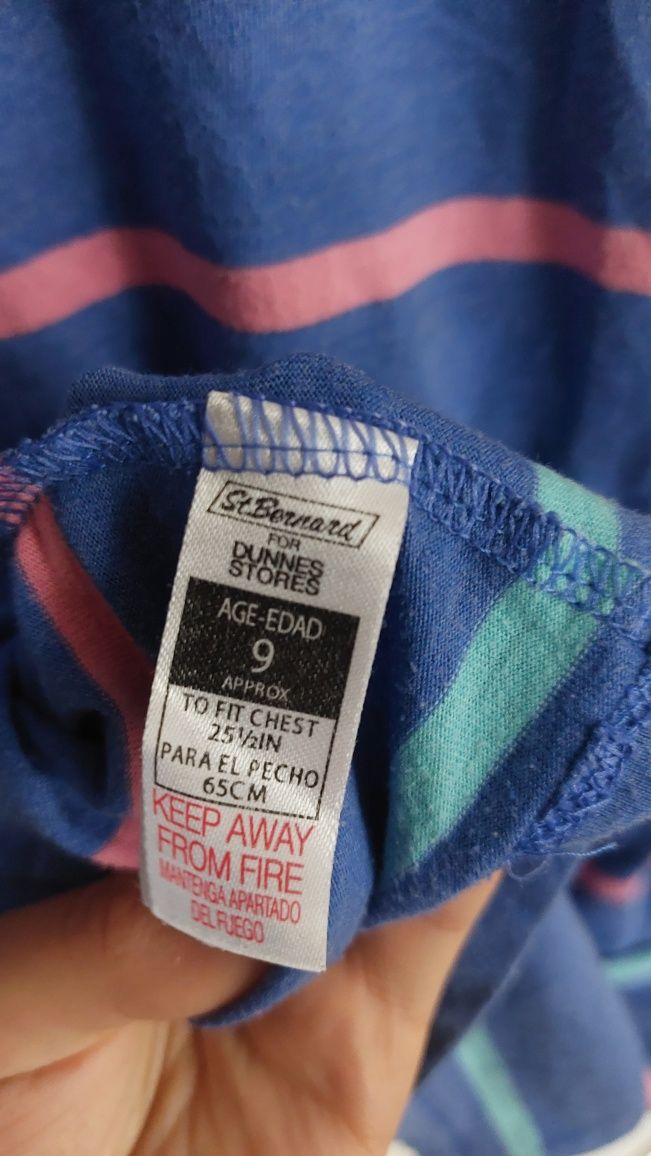 St Bernard
FOR
DUNNES
STORES
AGE-EDAD
9
APPROX
TO FIT CHEST
25½IN
PARA EL PECHO
65CM
KEEP AWAY
FROM FIRE
MANTENGA APARTADO
DEL FUEGO